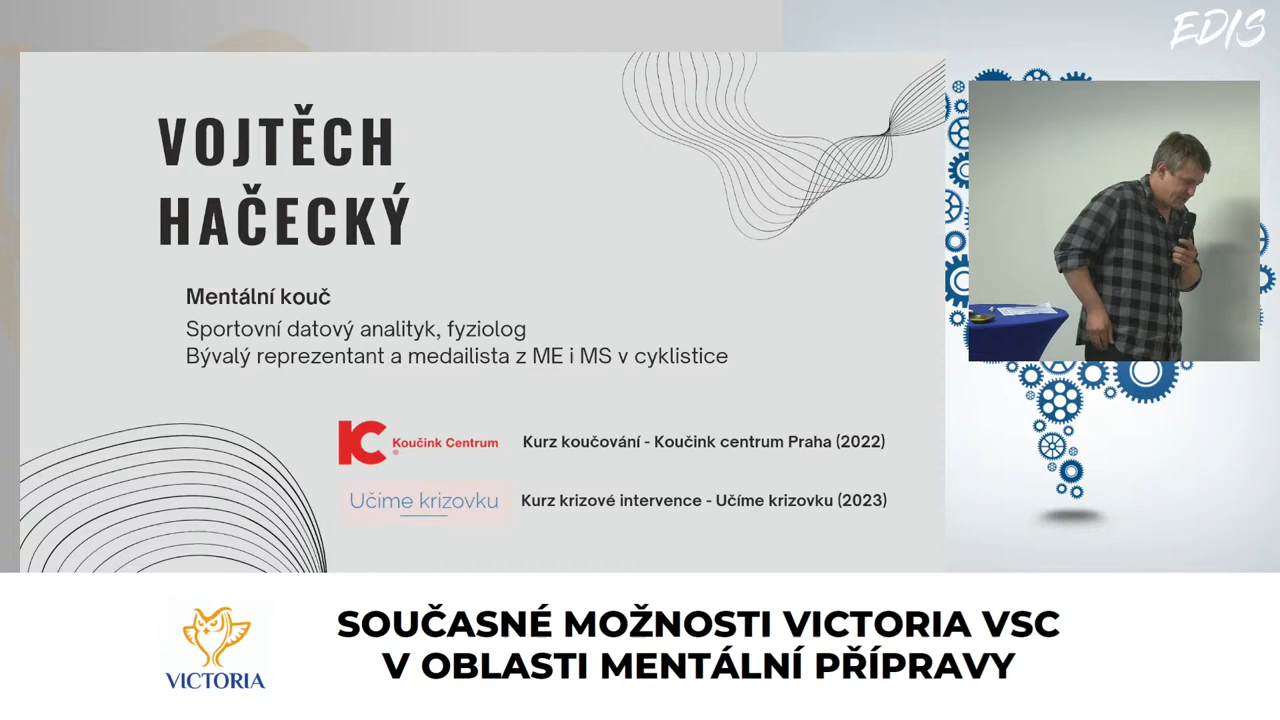 EDIS
VOJTĚCH
HAČECKÝ
Mentální kouč
Sportovní datový analityk, fyziolog
Bývalý reprezentant a medailista z ME i MS v cyklistice
KC Koučink Centrum ®
Kurz koučování - Koučink centrum Praha (2022)
Učíme krizovku
Kurz krizové intervence - Učíme krizovku (2023)
VICTORIA
SOUČASNÉ MOŽNOSTI VICTORIA VSC
V OBLASTI MENTÁLNÍ PŘÍPRAVY